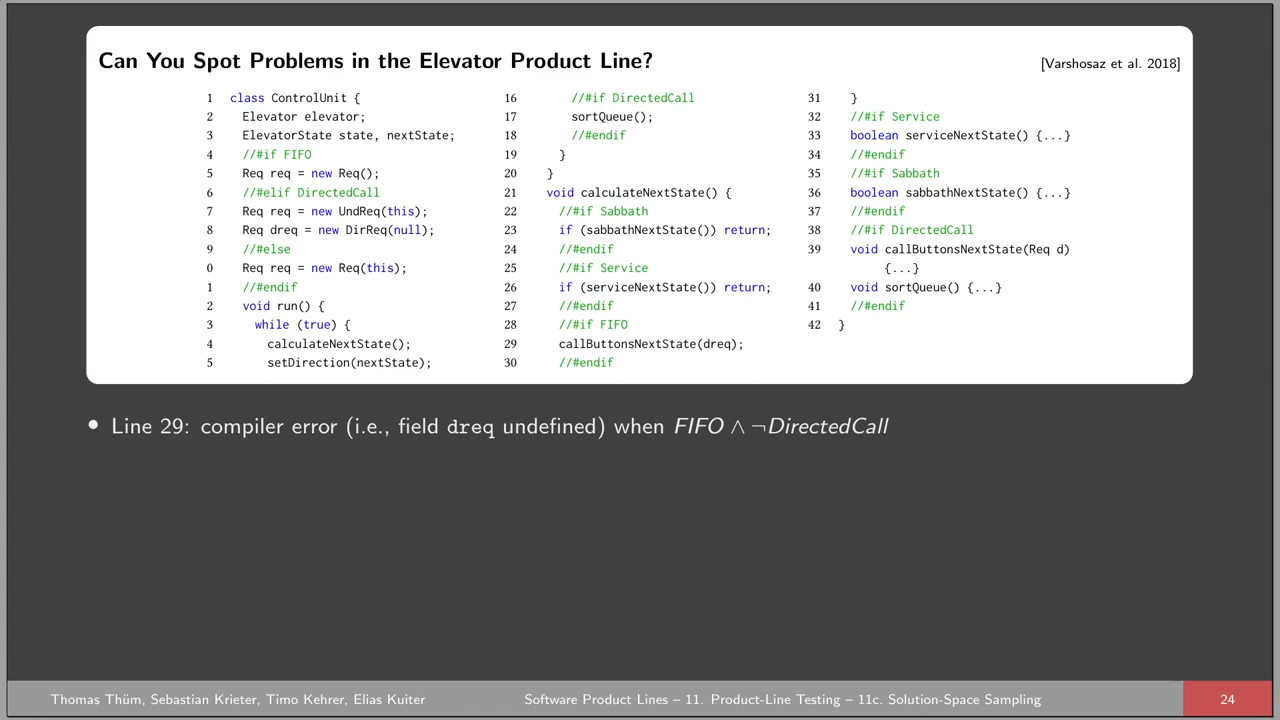 Can You Spot Problems in the Elevator Product Line?
[Varshosaz et al. 2018]
1 class ControlUnit {
2 Elevator elevator;
3 ElevatorState state, nextState;
4 //#if FIFO
5 Req req = new Req();
6 //#elif DirectedCall
7 Req req = new UndReq(this);
8 Req dreq = new DirReq(null);
9 //#else
0 Req req = new Req(this);
1 //#endif
2 void run() {
3 while (true) {
4 calculateNextState();
5 setDirection(nextState);
16 //#if DirectedCall
17 sortQueue();
18 //#endif
19 }
20 }
21 void calculateNextState() {
22 //#if Sabbath
23 if (sabbathNextState()) return;
24 //#endif
25 //#if Service
26 if (serviceNextState()) return;
27 //#endif
28 //#if FIFO
29 callButtonsNextState(dreq);
30 //#endif
31 }
32 //#if Service
33 boolean serviceNextState() {...}
34 //#endif
35 //#if Sabbath
36 boolean sabbathNextState() {...}
37 //#endif
38 //#if DirectedCall
39 void callButtonsNextState(Req d)
{...}
40 void sortQueue() {...}
41 //#endif
42 }
• Line 29: compiler error (i.e., field dreq undefined) when FIFO ∧ ¬DirectedCall
Thomas Thüm, Sebastian Krieter, Timo Kehrer, Elias Kuiter
Software Product Lines – 11. Product-Line Testing – 11c. Solution-Space Sampling
24